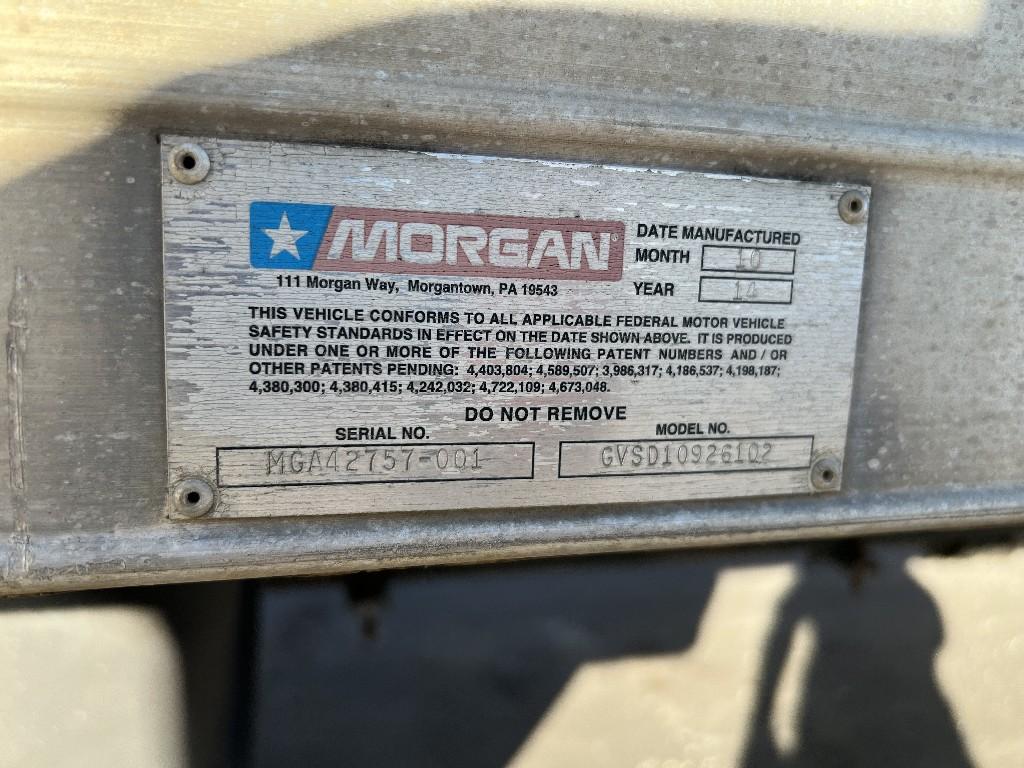 MORGAN®
111 Morgan Way, Morgantown, PA 19543
DATE MANUFACTURED
MONTH 10
YEAR 14
THIS VEHICLE CONFORMS TO ALL APPLICABLE FEDERAL MOTOR VEHICLE
SAFETY STANDARDS IN EFFECT ON THE DATE SHOWN ABOVE. IT IS PRODUCED
UNDER ONE OR MORE OF THE FOLLOWING PATENT NUMBERS AND / OR
OTHER PATENTS PENDING: 4,403,804; 4,589,507; 3,986,317; 4,186,537; 4,198,187;
4,380,300; 4,380,415; 4,242,032; 4,722,109; 4,673,048.
DO NOT REMOVE
SERIAL NO.
MGA42757-001
MODEL NO.
GVSD10926102